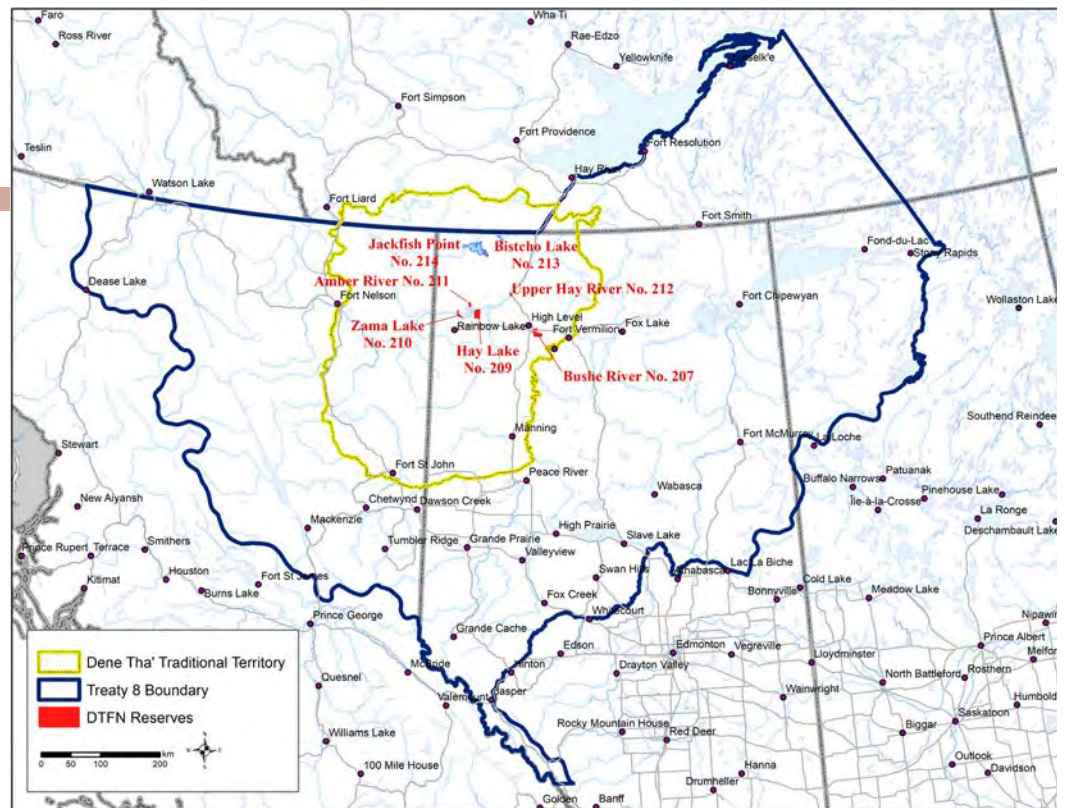 Faro
Ross River
Wha Ti
Rae-Edzo
Yellowknife
Fort Simpson
Fort Providence
Fort Resolution
Teslin
Hay River
Watson Lake
Fort Liard
Fort Smith
Jackfish Point
No. 214
Bistcho Lake
No. 213
Fond-du-Lac
Stony Rapids
Dease Lake
Amber River No. 211
Upper Hay River No. 212
Fort Nelson
Fort Chipewyan
Wollaston Lake
Zama Lake
No. 210
Rainbow Lake
High Level
Fort Vermilion
Fox Lake
Hay Lake
No. 209
Bushe River No. 207
Southend Reindee
Stewart
Manning
Fort McMurray
La Loche
Fort St John
Peace River
Wabasca
Buffalo Narrows
Patuanak
Île-à-la-Crosse
Pinehouse Lake
New Aiyansh
Chetwynd
Dawson Creek
La Ronge
Deschambault Lake
Mackenzie
High Prairie
Slave Lake
Prince Rupert
Terrace
Smithers
Tumbler Ridge
Grande Prairie
Valleyview
Kitimat
Houston
Burns Lake
Fort St James
Swan Hills
Athabasca
Lac La Biche
Cold Lake
Bonnyville
Meadow Lake
Fox Creek
Whitecourt
Nipawin
Prince George
Grande Cache
Edson
Edmonton
Vegreville
Prince Albert
Melfor
McBride
Hinton
Drayton Valley
Lloydminster
North Battleford
Rosthern
Quesnel
Valemount
Jasper
Wainwright
Humbold
Saskatoon
Williams Lake
Rocky Mountain House
Red Deer
Biggar
100 Mile House
Hanna
Outlook
Davidson
Drumheller
Golden
Banff
Dene Tha' Traditional Territory
Treaty 8 Boundary
DTFN Reserves
km
0 50 100 200
N
W E
S